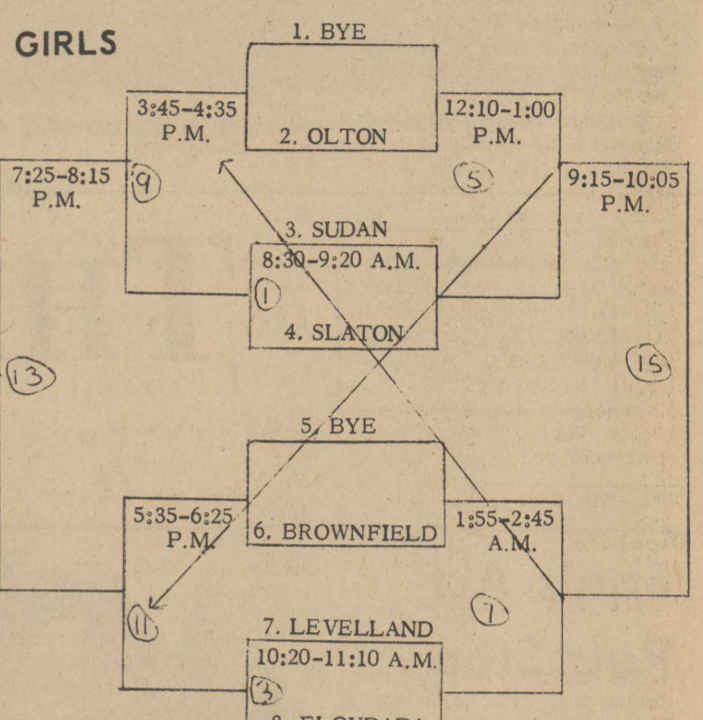 GIRLS
1. BYE
3:45-4:35
P.M.
2. OLTON
12:10-1:00
P.M.
7:25-8:15
P.M.
9
5
9:15-10:05
P.M.
3. SUDAN
8:30-9:20 A.M.
1
4. SLATON
13
15
5. BYE
5:35-6:25
P.M.
6. BROWNFIELD
1:55-2:45
A.M.
11
7
7. LEVELLAND
10:20-11:10 A.M.
3